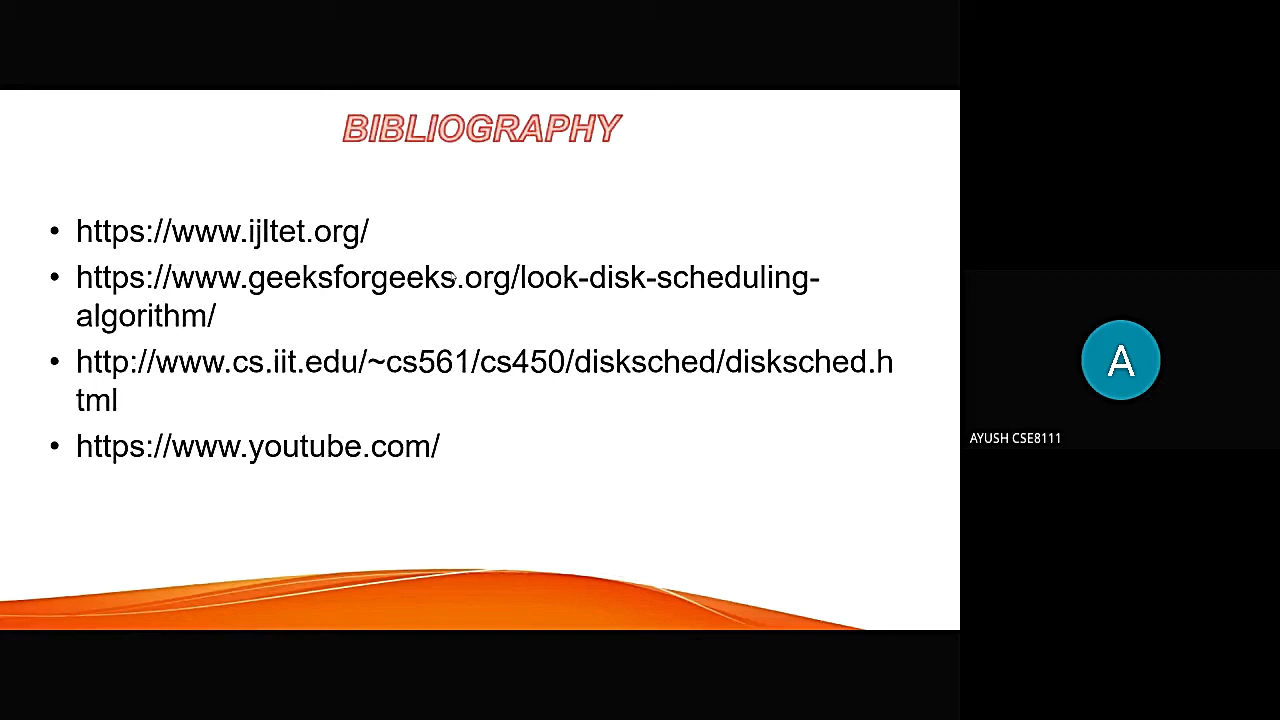 BIBLIOGRAPHY
• https://www.ijltet.org/
• https://www.geeksforgeeks.org/look-disk-scheduling-
algorithm/
• http://www.cs.iit.edu/~cs561/cs450/disksched/disksched.h
tml
• https://www.youtube.com/
A
AYUSH CSE8111